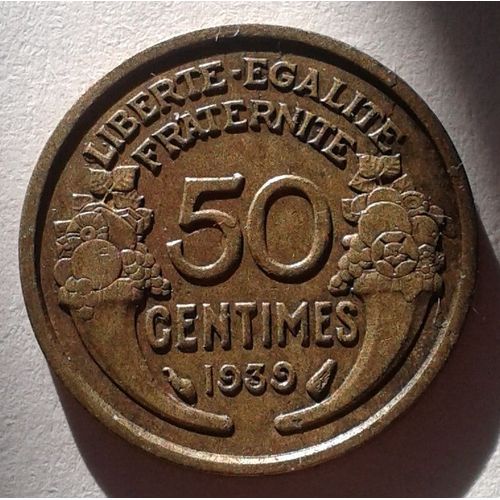 LIBERTE-EGALITE
FRATERNITE
50
CENTIMES
1939